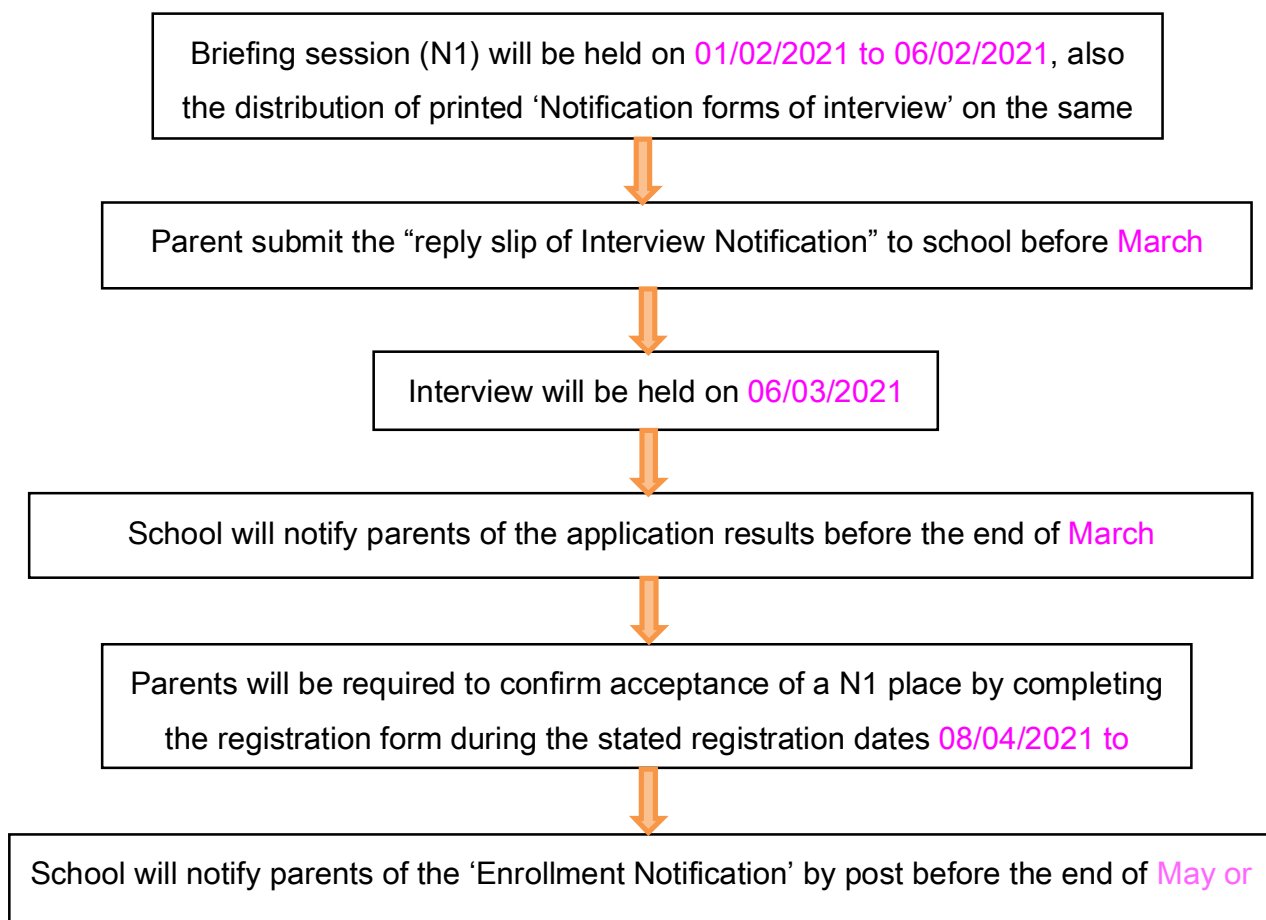 Briefing session (N1) will be held on 01/02/2021 to 06/02/2021, also
the distribution of printed ‘Notification forms of interview’ on the same
Parent submit the “reply slip of Interview Notification” to school before March
Interview will be held on 06/03/2021
School will notify parents of the application results before the end of March
Parents will be required to confirm acceptance of a N1 place by completing
the registration form during the stated registration dates 08/04/2021 to
School will notify parents of the ‘Enrollment Notification’ by post before the end of May or